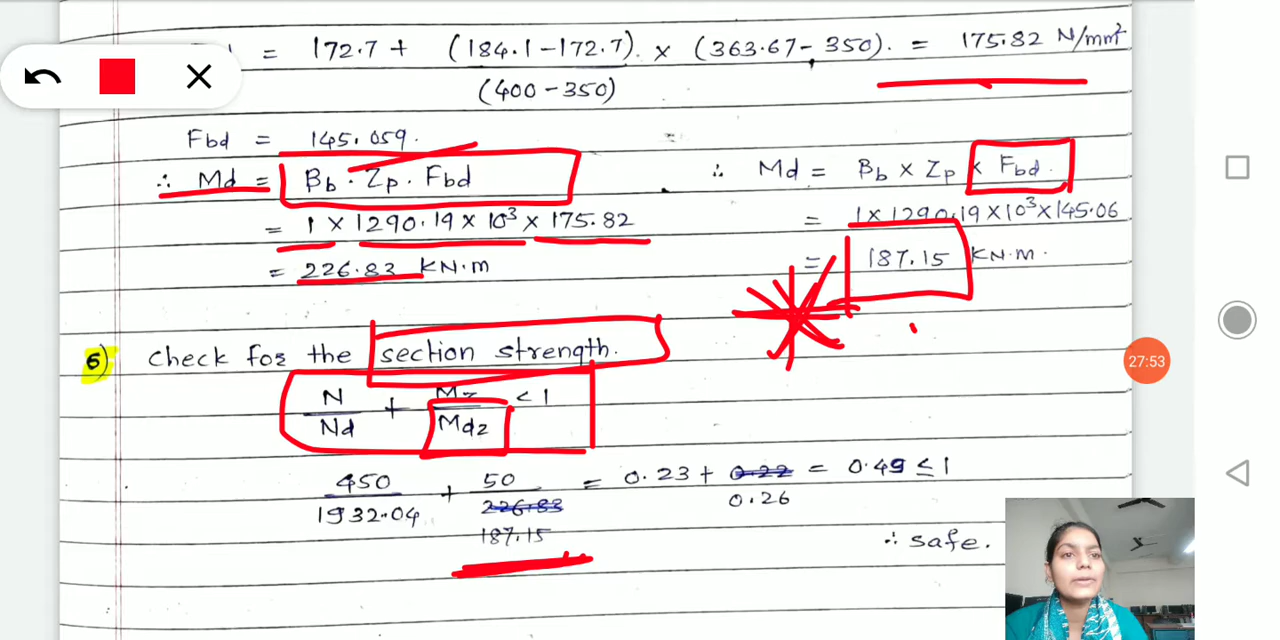 = 172.7 + (184.1-172.7) × (363.67-350). = 175.82 N/mm²
(400-350)
Fbd = 145.059.
∴ Md = Bb · Zp · Fbd
= 1 × 1290.19 × 10³ × 175.82
= 226.83 KN.m
∴ Md = Bb × Zp × Fbd.
= 1×1290.19×10³×145.06
= 187.15 KN.m.
6) Check for the section strength.
N/Nd + Mz/Mdz < 1
450/1932.04 + 50/226.83 187.15 = 0.23 + 0.22 0.26 = 0.49 ≤ 1
∴ safe.
27:53